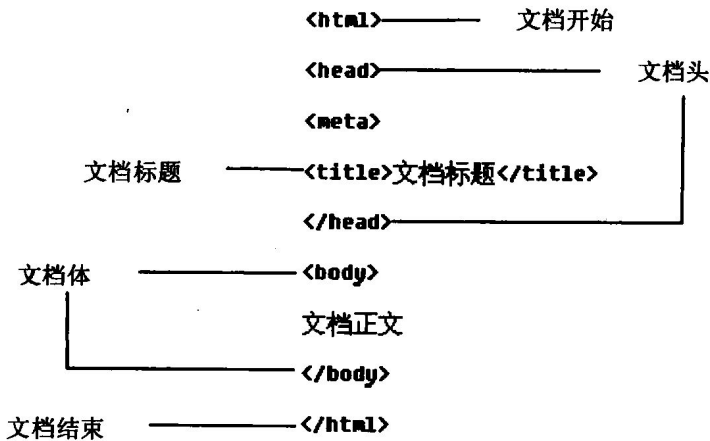 <html> 文档开始
<head> 文档头
<meta>
文档标题 <title>文档标题</title>
</head>
文档体 <body>
文档正文
</body>
文档结束 </html>